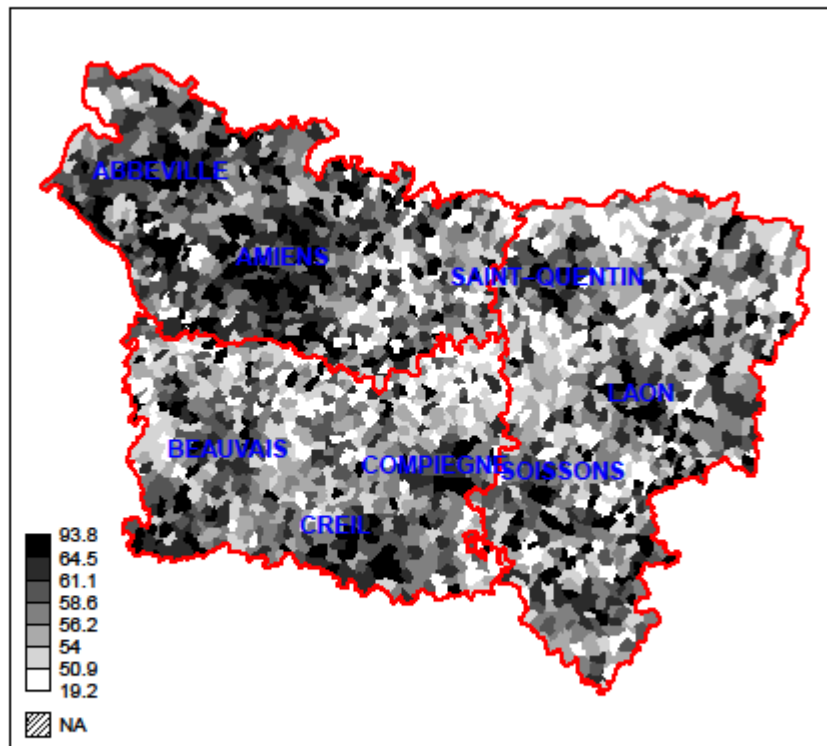 ABBEVILLE
AMIENS
SAINT-QUENTIN
LAON
BEAUVAIS
COMPIEGNE
SOISSONS
CREIL
93.8
64.5
61.1
58.6
56.2
54
50.9
19.2
NA